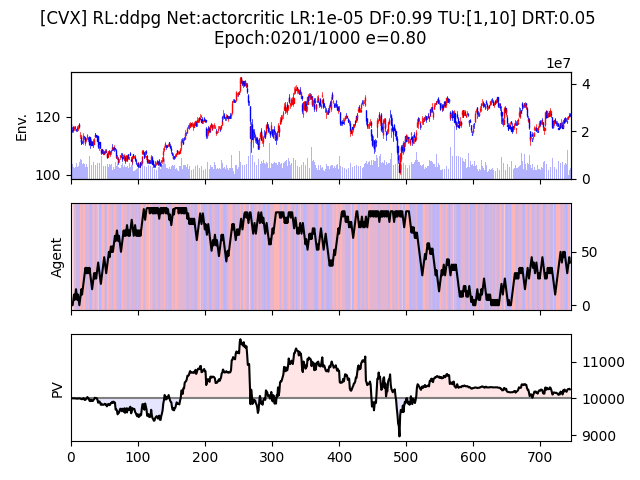 [CVX] RL:ddpg Net:actorcritic LR:1e-05 DF:0.99 TU:[1,10] DRT:0.05
Epoch:0201/1000 e=0.80
1e7
Env.
120
100
4
2
0
Agent
50
0
PV
11000
10000
9000
0 100 200 300 400 500 600 700